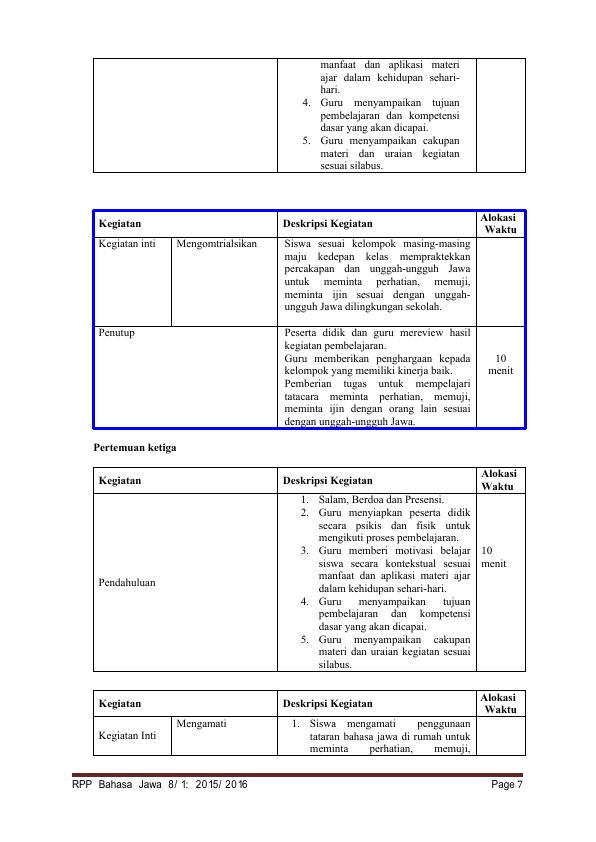 manfaat dan aplikasi materi
ajar dalam kehidupan sehari-
hari.
4. Guru menyampaikan tujuan
pembelajaran dan kompetensi
dasar yang akan dicapai.
5. Guru menyampaikan cakupan
materi dan uraian kegiatan
sesuai silabus.
Kegiatan Deskripsi Kegiatan Alokasi
Waktu
Kegiatan inti Mengomtrialsikan Siswa sesuai kelompok masing-masing
maju kedepan kelas mempraktekkan
percakapan dan unggah-ungguh Jawa
untuk meminta perhatian, memuji,
meminta ijin sesuai dengan unggah-
ungguh Jawa dilingkungan sekolah.
Penutup Peserta didik dan guru mereview hasil
kegiatan pembelajaran.
Guru memberikan penghargaan kepada 10
kelompok yang memiliki kinerja baik. menit
Pemberian tugas untuk mempelajari
tatacara meminta perhatian, memuji,
meminta ijin dengan orang lain sesuai
dengan unggah-ungguh Jawa.
Pertemuan ketiga
Kegiatan Deskripsi Kegiatan Alokasi
Waktu
1. Salam, Berdoa dan Presensi.
2. Guru menyiapkan peserta didik
secara psikis dan fisik untuk
mengikuti proses pembelajaran.
3. Guru memberi motivasi belajar 10
siswa secara kontekstual sesuai menit
manfaat dan aplikasi materi ajar
Pendahuluan dalam kehidupan sehari-hari.
4. Guru menyampaikan tujuan
pembelajaran dan kompetensi
dasar yang akan dicapai.
5. Guru menyampaikan cakupan
materi dan uraian kegiatan sesuai
silabus.
Kegiatan Deskripsi Kegiatan Alokasi
Waktu
Kegiatan Inti Mengamati 1. Siswa mengamati penggunaan
tataran bahasa jawa di rumah untuk
meminta perhatian, memuji,
RPP Bahasa Jawa 8/ 1: 2015/ 2016 Page 7